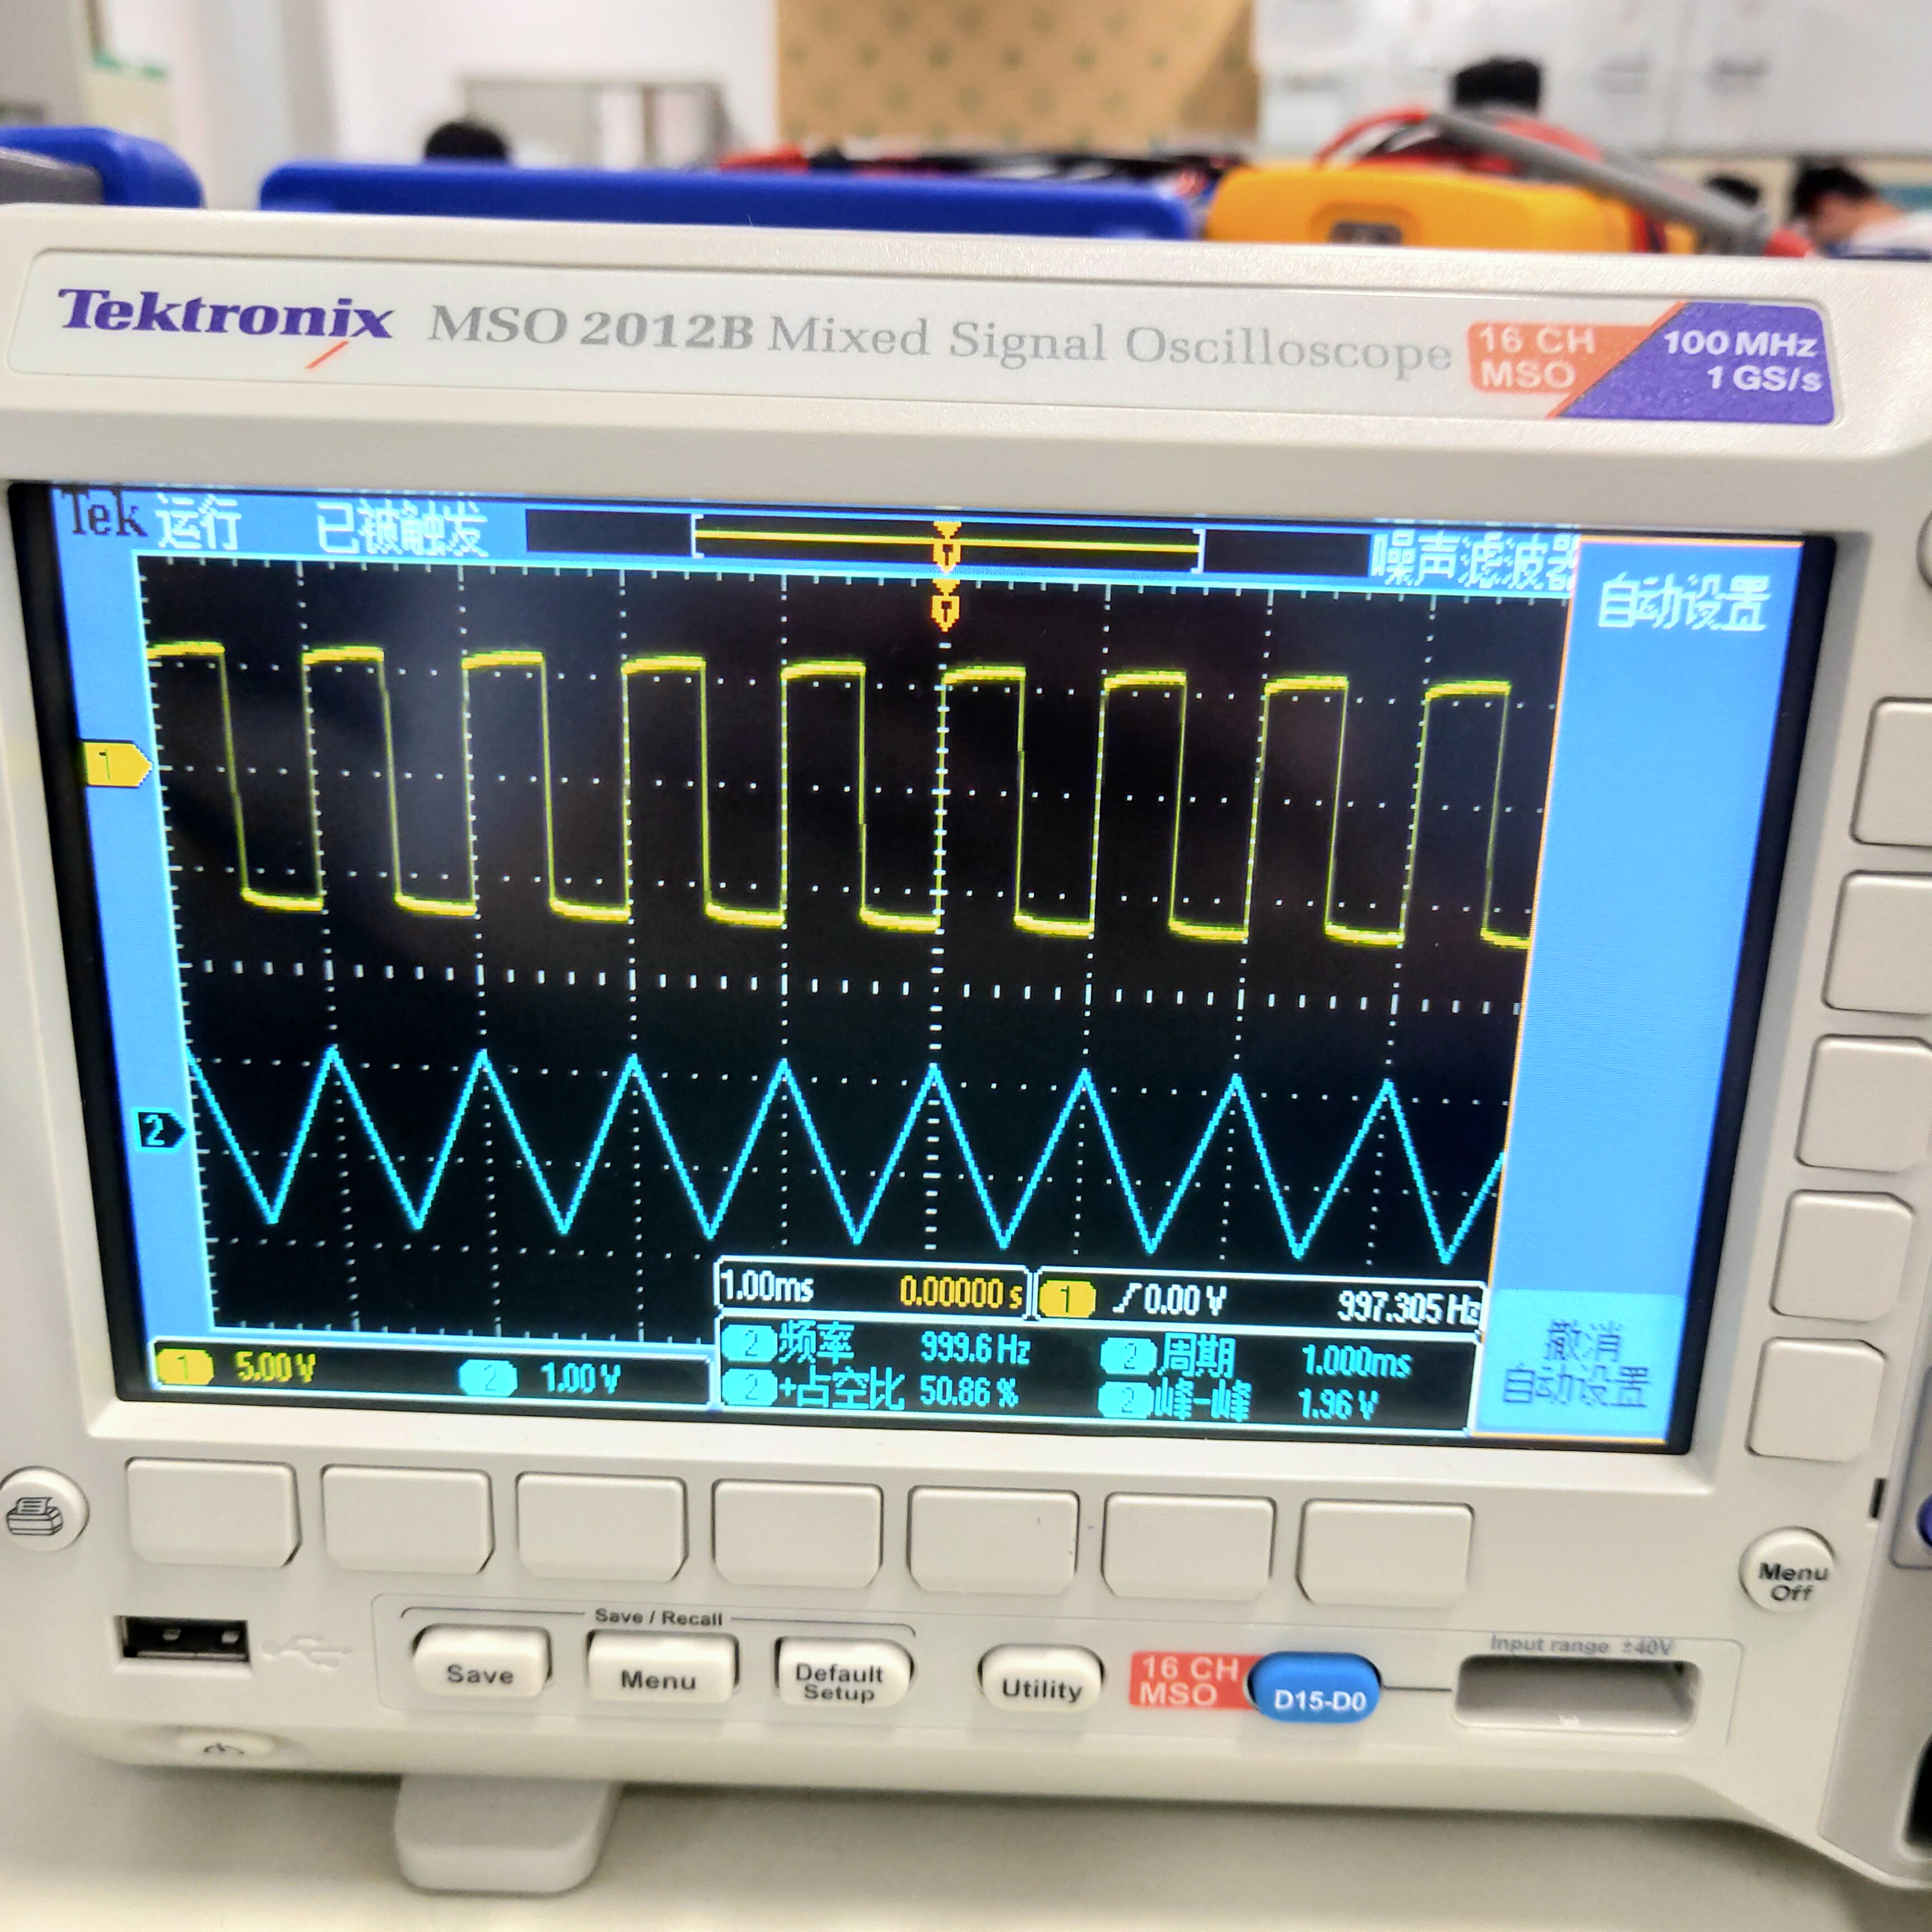 Tektronix MSO 2012B Mixed Signal Oscilloscope
16 CH
MSO
100 MHz
1 GS/s
Tek 运行 已被触发
噪声滤波器
自动设置
T
T
1
2
1.00ms 0.00000 s
1 0.00 V 997.305 Hz
2 频率 999.6 Hz 2 周期 1.000ms
2 +占空比 50.86 % 2 峰-峰 1.96 V
1 5.00 V 2 1.00 V
撤消
自动设置
Menu
Off
Save / Recall
Save
Menu
Default
Setup
Utility
16 CH
MSO
D15-D0
Input range ±40V